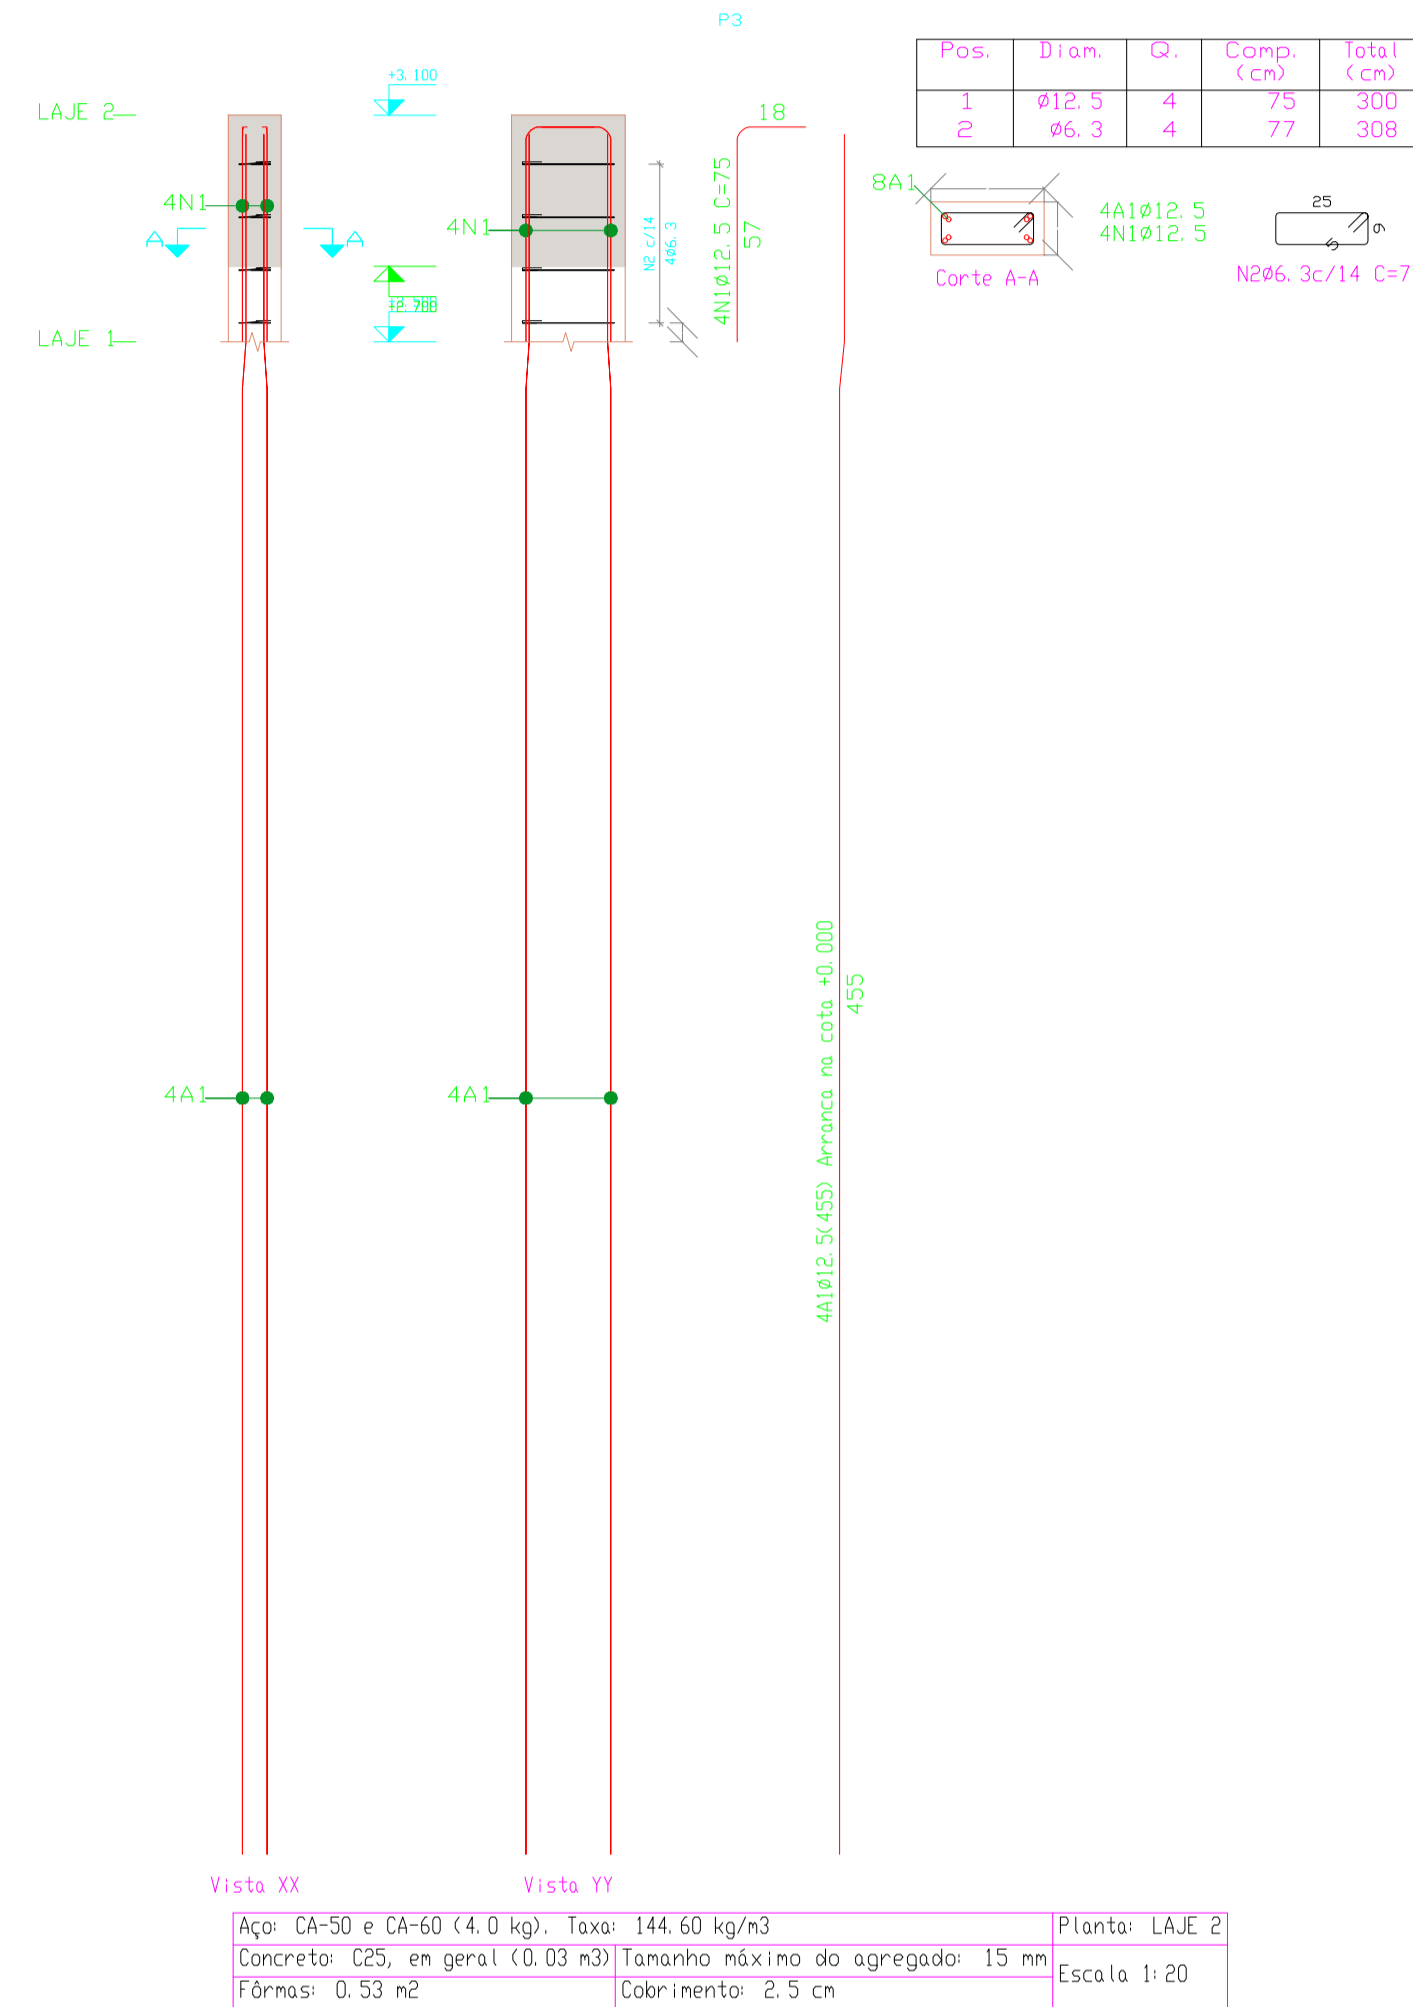 P3
Pos. Diam. Q. Comp. (cm) Total (cm)
1 ø12.5 4 75 300
2 ø6.3 4 77 308
+3.100
LAJE 2
18
8A1
4A1ø12.5
4N1ø12.5
25
9
5
Corte A-A
N2ø6.3c/14 C=7
4N1
4N1
A A
N2 c/14
4ø6.3
4N1ø12.5 C=75
57
LAJE 1
4A1ø12.5(455) Arranca na cota +0.000
455
4A1
4A1
Vista XX
Vista YY
Aço: CA-50 e CA-60 (4.0 kg). Taxa: 144.60 kg/m3
Planta: LAJE 2
Concreto: C25, em geral (0.03 m3)
Tamanho máximo do agregado: 15 mm
Escala 1:20
Fôrmas: 0.53 m2
Cobrimento: 2.5 cm